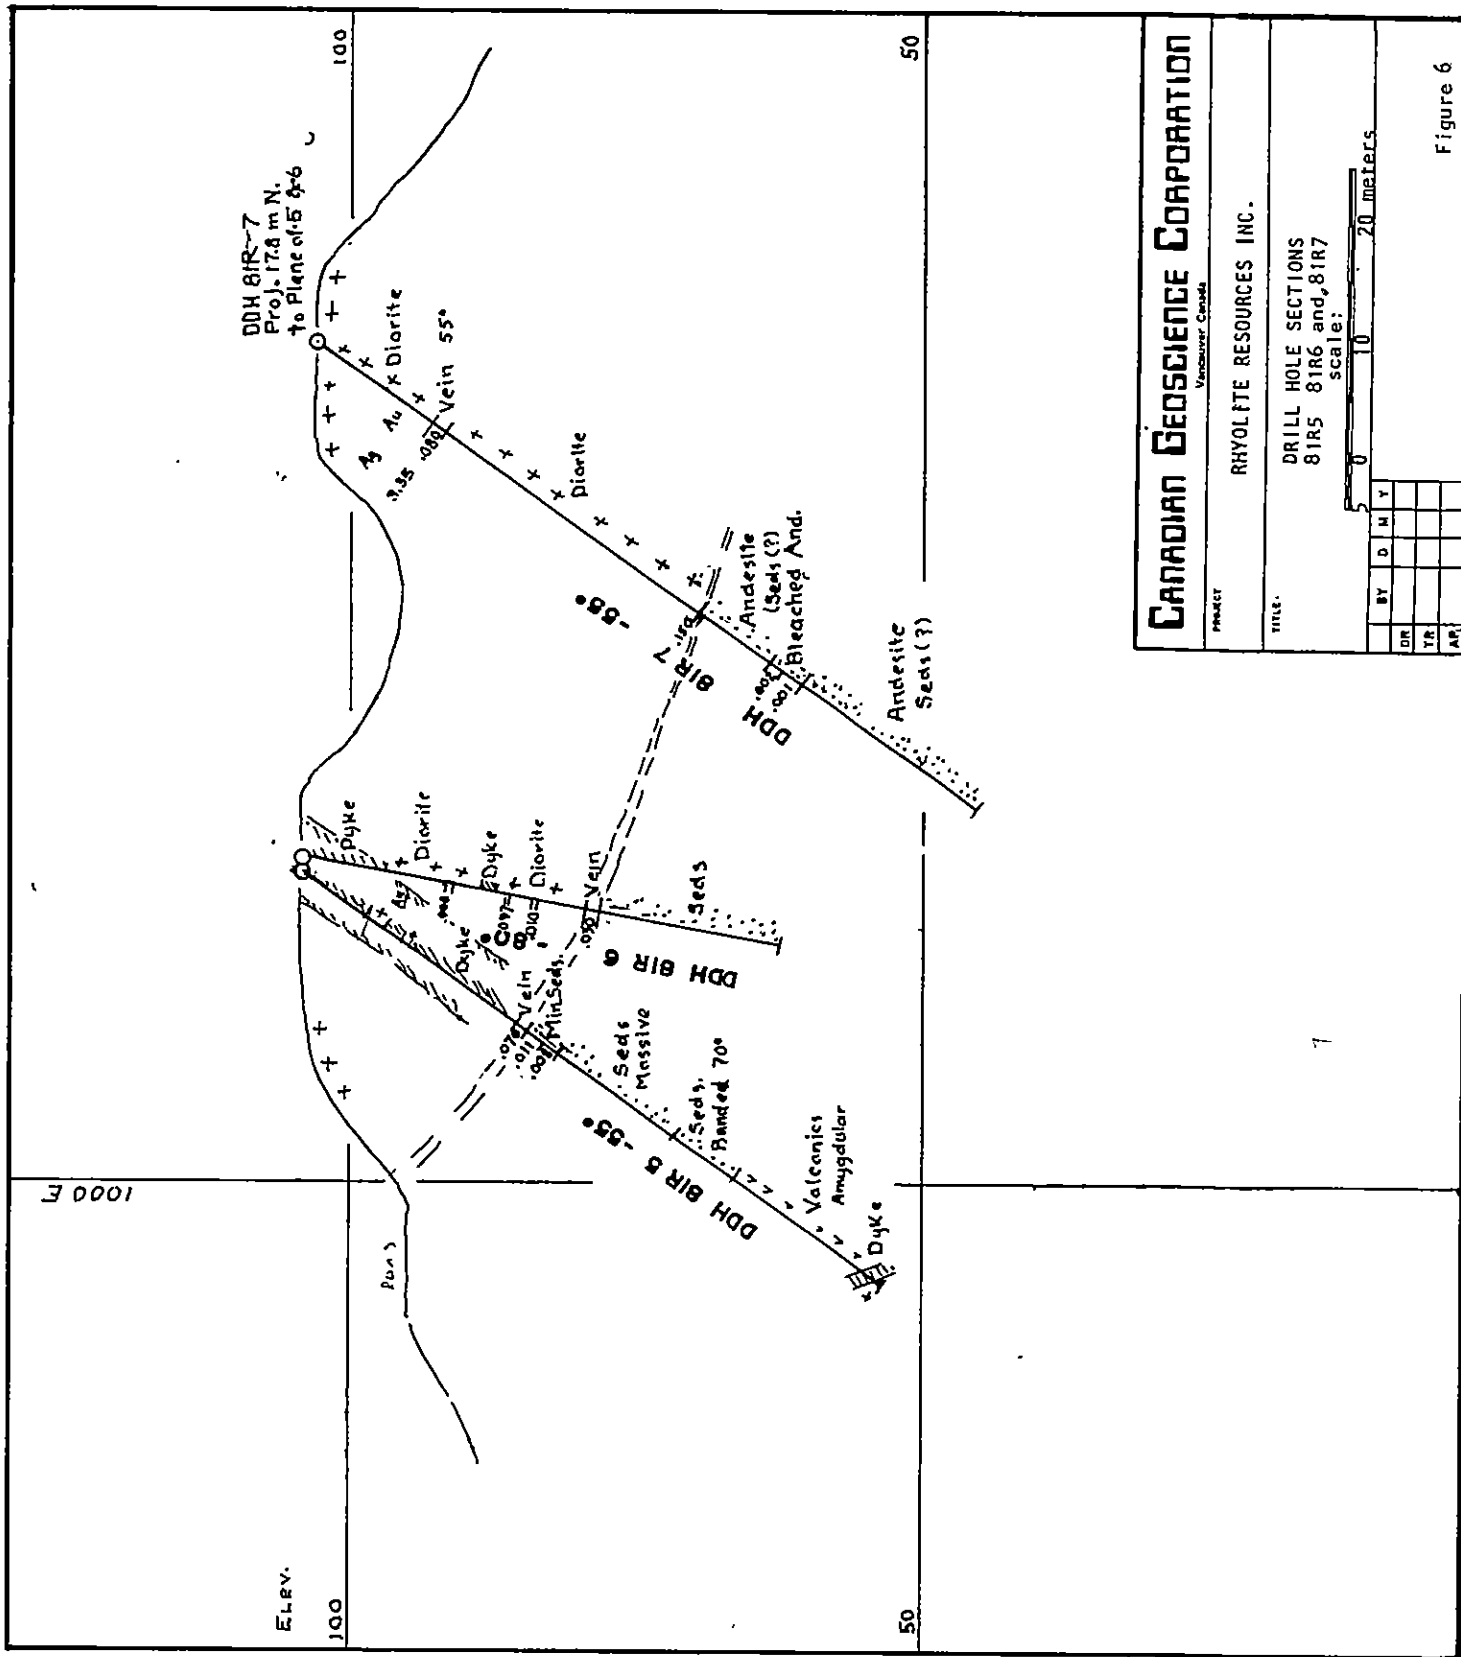 1000 E
ELEV.
100
100
50
50
DDH 81R-7
Proj. 17.8 m N.
to Plane of 5 & 6
Diorite
Vein 55°
Ag Au
.080
Diorite
-55°
DDH 81R 7
.150
Andesite
(Seds(?)
Bleached And.
.002
.001
Andesite
Seds(?)
Dyke
Diorite
Dyke
Diorite
Vein
.010
.050
Seds
DDH 81R 6
Dyke
Vein
Min Seds.
.076
.011
Seds
Massive
Seds.
Banded 70°
DDH 81R 5 -55°
Volcanics
Amygdular
Dyke
CANADIAN GEOSCIENCE CORPORATION
Vancouver Canada
PROJECT
RHYOLITE RESOURCES INC.
TITLE.
DRILL HOLE SECTIONS
81R5 81R6 and 81R7
scale:
5 0 10 20 meters
BY D M Y
DR
TR
AP
Figure 6